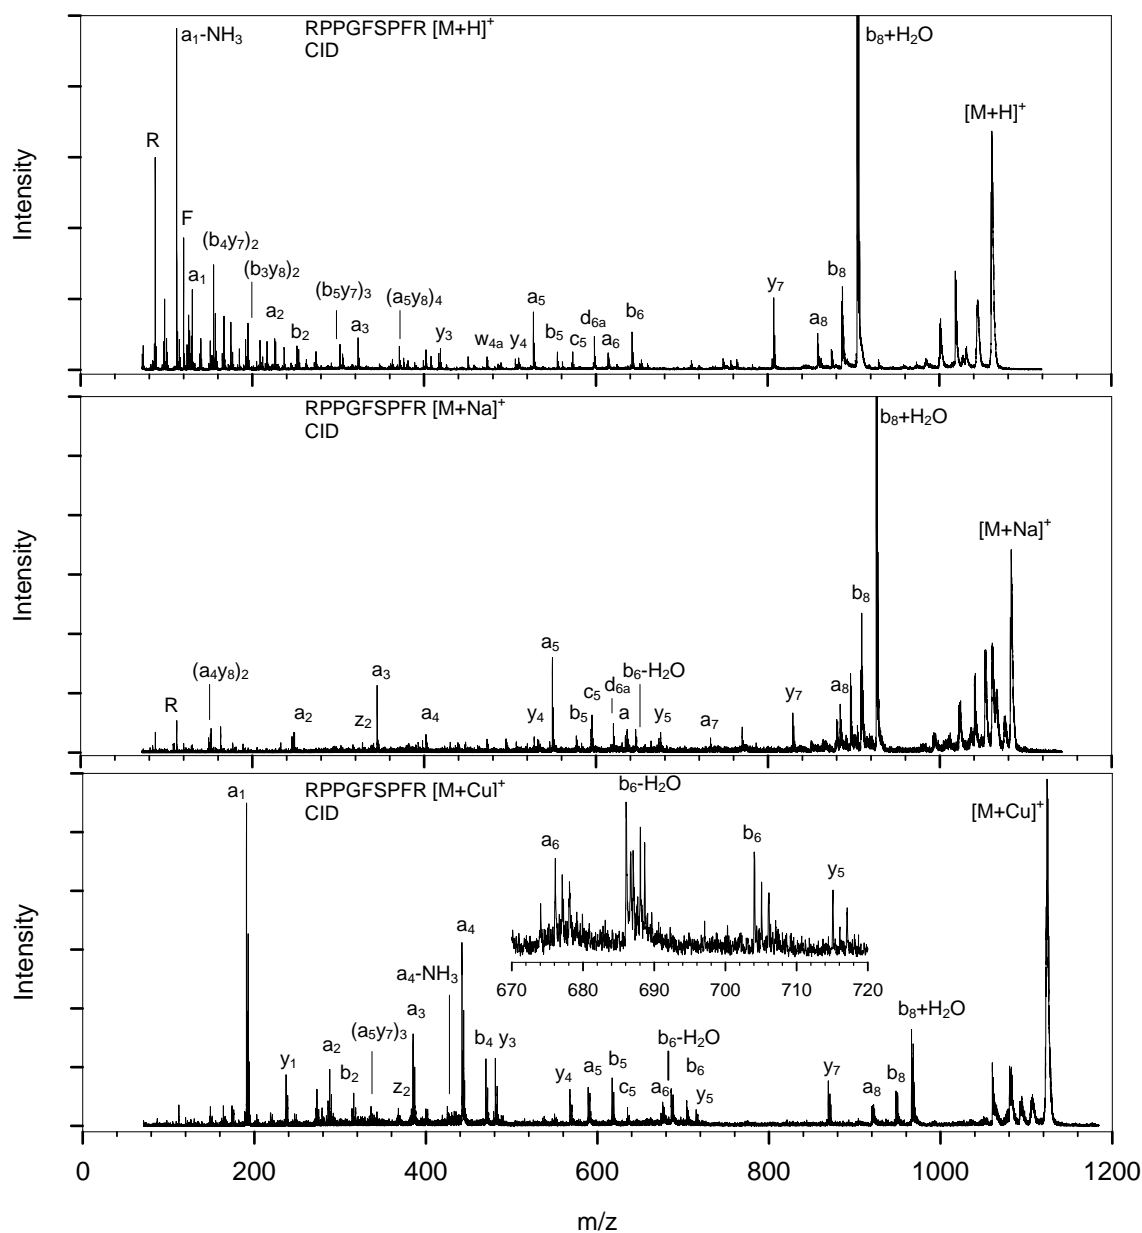 RPPGFSPFR [M+H]+
CID
a1-NH3
b8+H2O
[M+H]+
R
F
(b4y7)2
a1
(b3y8)2
a2
b2
(b5y7)3
a3
(a5y8)4
y3
w4a
y4
a5
b5
c5
d6a
a6
b6
y7
a8
b8
Intensity
RPPGFSPFR [M+Na]+
CID
b8+H2O
[M+Na]+
R
(a4y8)2
a2
z2
a3
a4
y4
a5
b5
c5
d6a
a
b6-H2O
y5
a7
y7
a8
b8
Intensity
RPPGFSPFR [M+Cu]+
CID
a1
b6-H2O
[M+Cu]+
a6
b6
y5
670 680 690 700 710 720
y1
a2
b2
(a5y7)3
z2
a3
a4-NH3
a4
b4
y3
y4
a5
b5
c5
a6
b6-H2O
b6
y5
y7
a8
b8
b8+H2O
Intensity
0 200 400 600 800 1000 1200
m/z